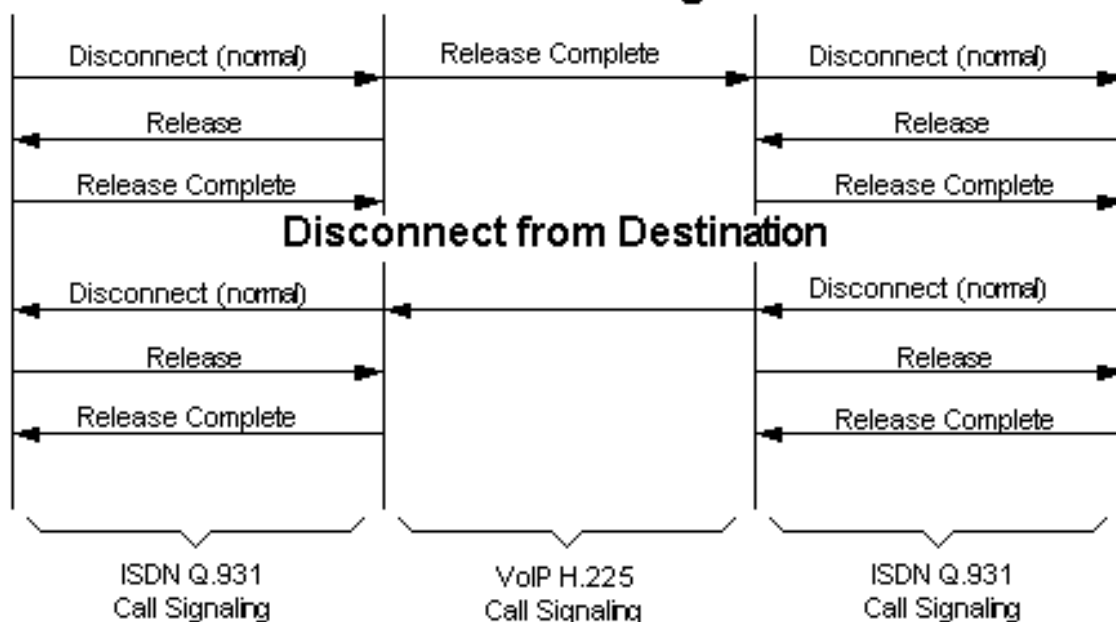 Disconnect (normal) Release Complete Disconnect (normal)
Release Release
Release Complete Release Complete
Disconnect from Destination
Disconnect (normal) Disconnect (normal)
Release Release
Release Complete Release Complete
ISDN Q.931 VoIP H.225 ISDN Q.931
Call Signaling Call Signaling Call Signaling